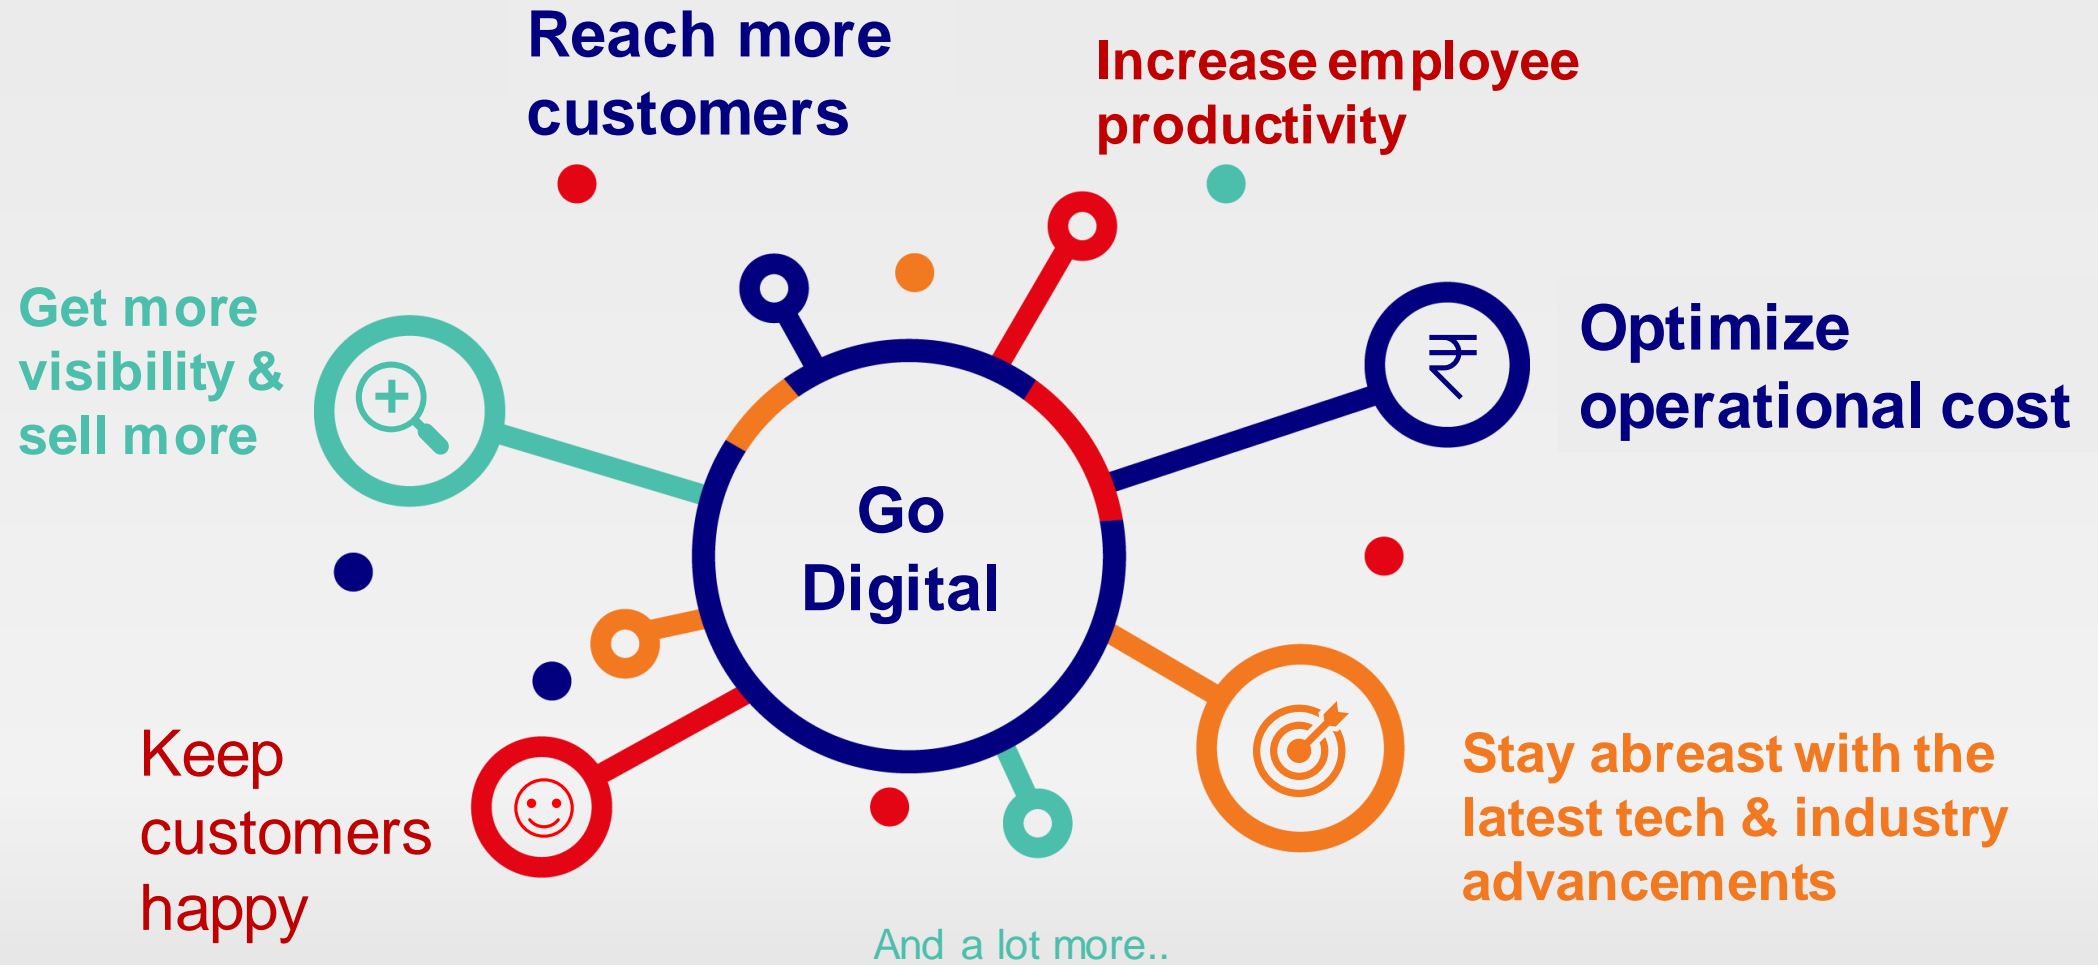 Reach more
customers
Increase employee
productivity
Get more
visibility &
sell more
₹
Optimize
operational cost
Go
Digital
Keep
customers
happy
Stay abreast with the
latest tech & industry
advancements
And a lot more..